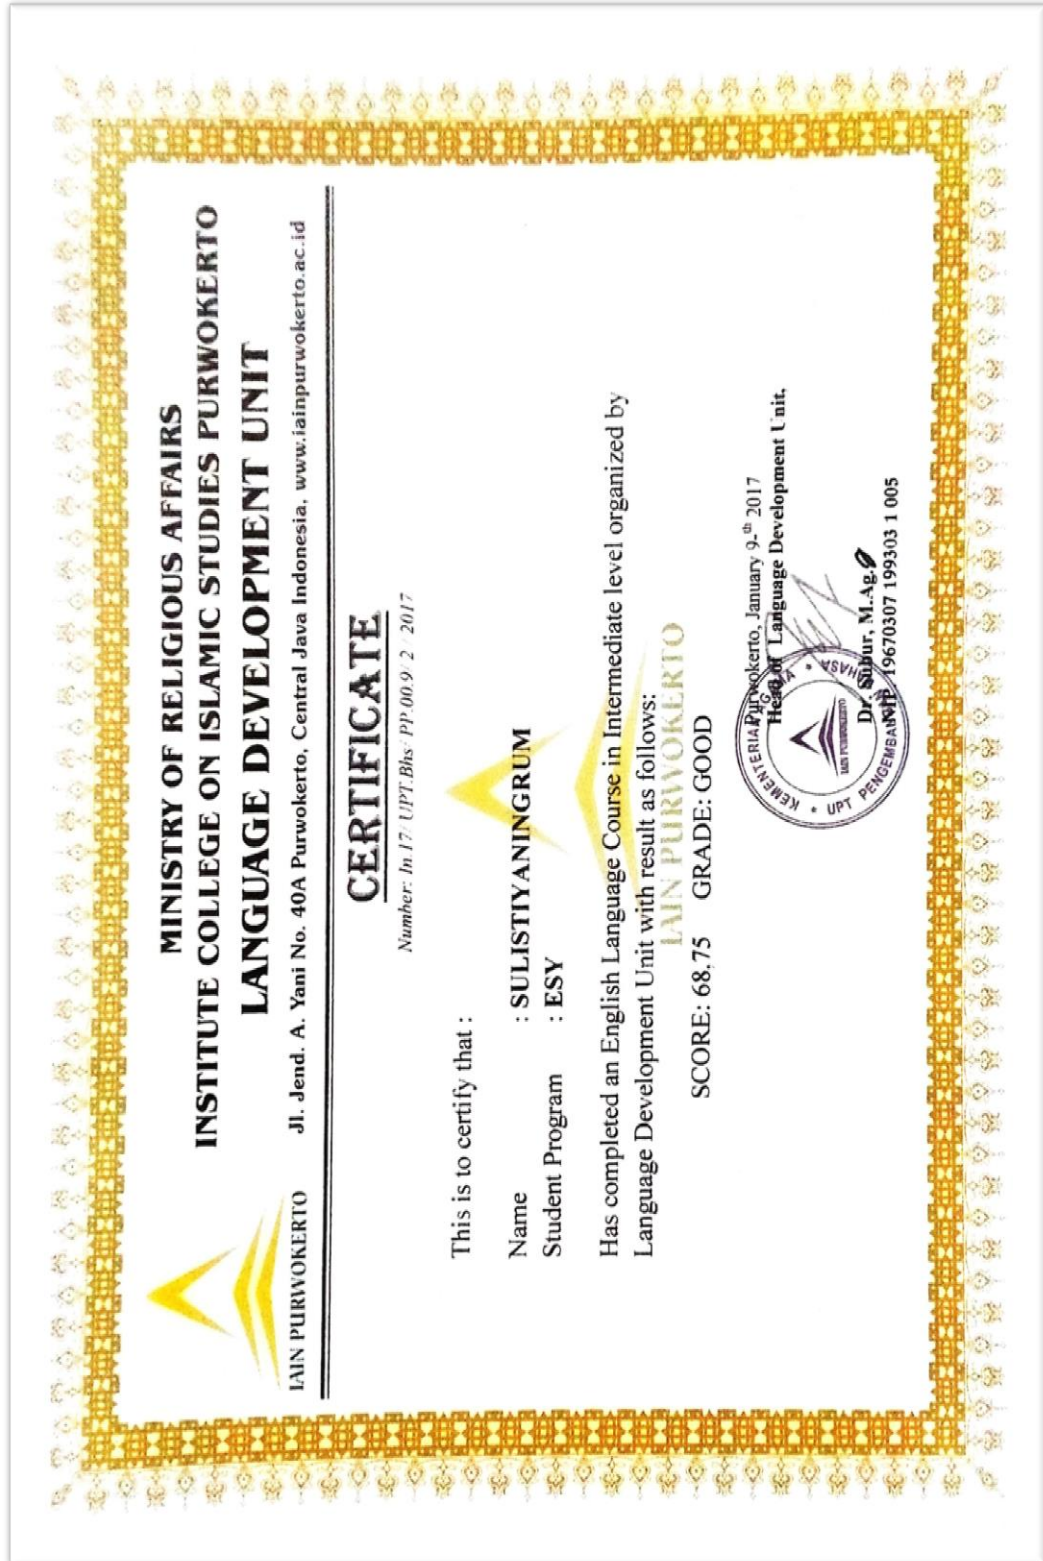 MINISTRY OF RELIGIOUS AFFAIRS
INSTITUTE COLLEGE ON ISLAMIC STUDIES PURWOKERTO
LANGUAGE DEVELOPMENT UNIT
IAIN PURWOKERTO
Jl. Jend. A. Yani No. 40A Purwokerto, Central Java Indonesia, www.iainpurwokerto.ac.id
CERTIFICATE
Number: In.17/ UPT.Bhs/ PP.00.9/ 2 / 2017
This is to certify that :
Name : SULISTIYANINGRUM
Student Program : ESY
Has completed an English Language Course in Intermediate level organized by
Language Development Unit with result as follows:
IAIN PURWOKERTO
SCORE: 68.75 GRADE: GOOD
Purwokerto, January 9-th 2017
Head of Language Development Unit,
KEMENTERIAN AGAMA
IAIN PURWOKERTO
UPT PENGEMBANGAN BAHASA
Dr. Subur, M.Ag.
NIP. 19670307 199303 1 005